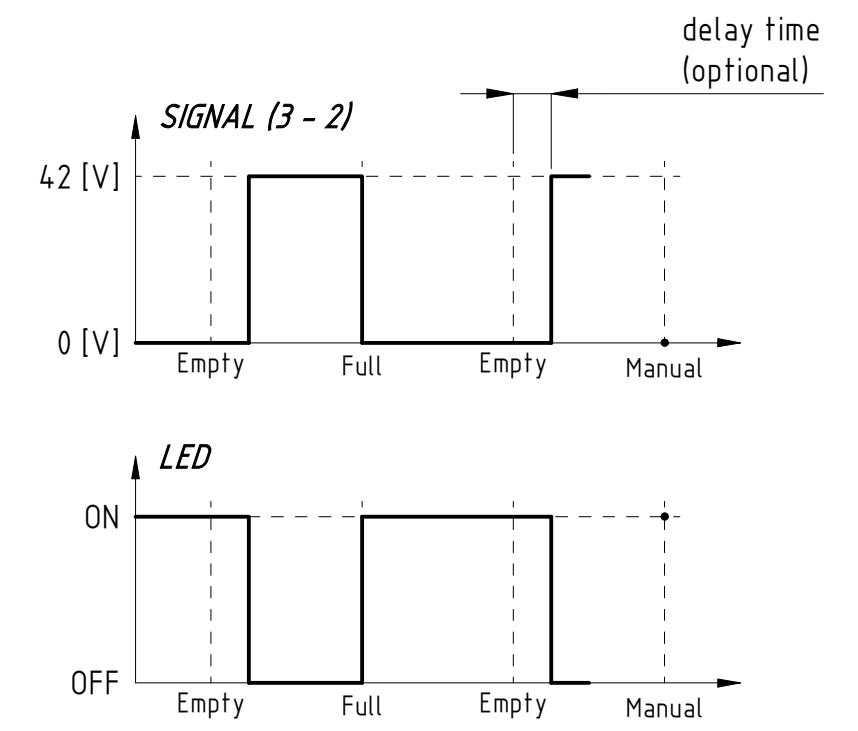 delay time
(optional)
SIGNAL (3 - 2)
42 [V]
0 [V]
Empty
Full
Empty
Manual
LED
ON
OFF
Empty
Full
Empty
Manual